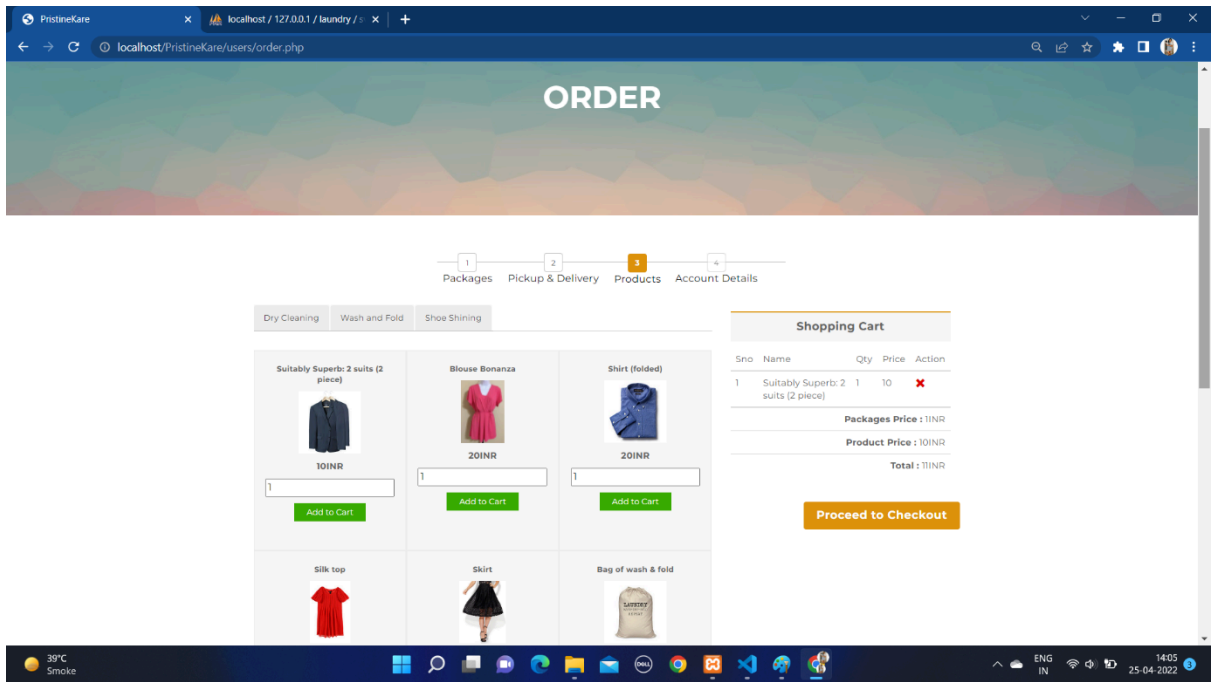 PristineKare
localhost / 127.0.0.1 / laundry / s
localhost/PristineKare/users/order.php
ORDER
1
2
3
4
Packages
Pickup & Delivery
Products
Account Details
Dry Cleaning
Wash and Fold
Shoe Shining
Suitably Superb: 2 suits (2
piece)
10INR
1
Add to Cart
Blouse Bonanza
20INR
1
Add to Cart
Shirt (folded)
20INR
1
Add to Cart
Silk top
Skirt
Bag of wash & fold
LAUNDRY
Shopping Cart
Sno Name Qty Price Action
1 Suitably Superb: 2 1 10
suits (2 piece)
Packages Price : 1INR
Product Price : 10INR
Total : 11INR
Proceed to Checkout
39°C
Smoke
DELL
ENG
IN
14:05
25-04-2022
3